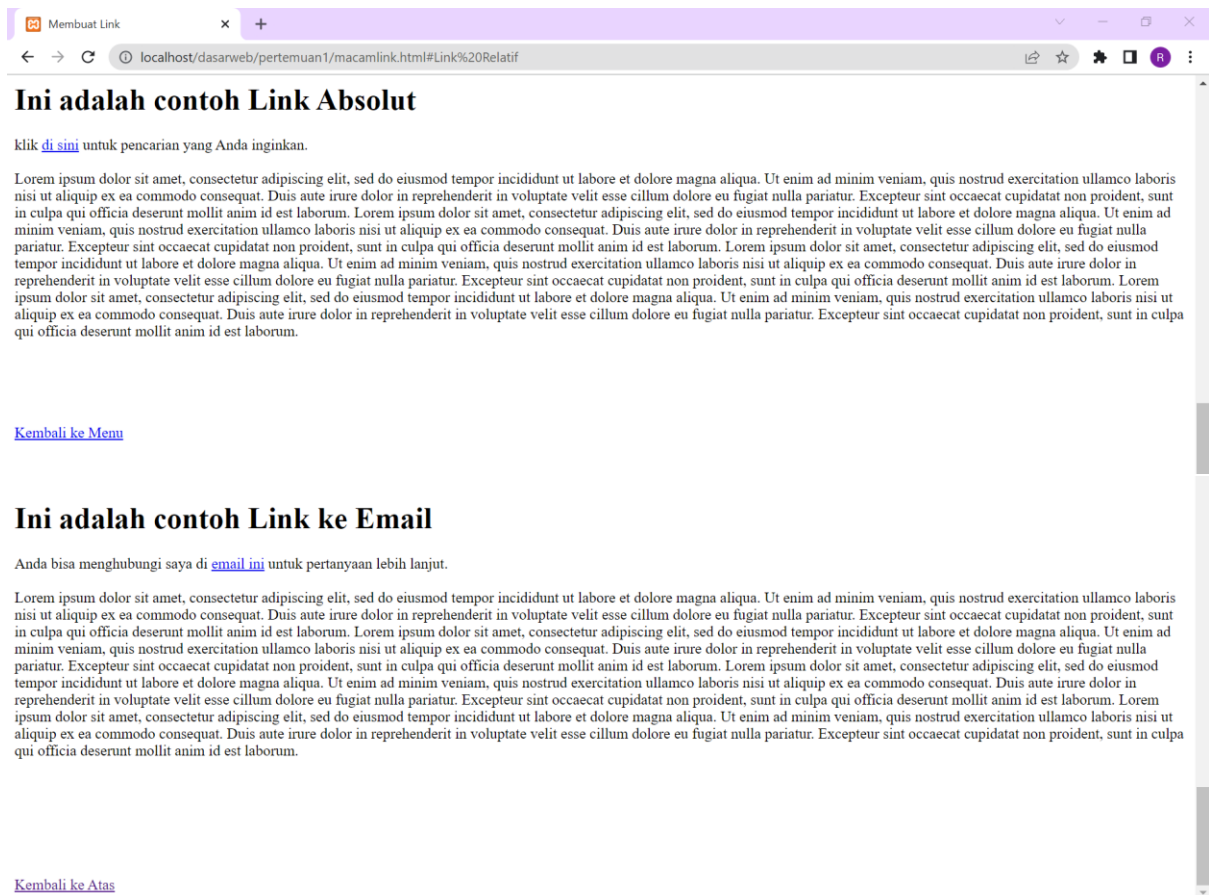 Membuat Link
localhost/dasarweb/pertemuan1/macamlink.html#Link%20Relatif
R
Ini adalah contoh Link Absolut
klik di sini untuk pencarian yang Anda inginkan.
Lorem ipsum dolor sit amet, consectetur adipiscing elit, sed do eiusmod tempor incididunt ut labore et dolore magna aliqua. Ut enim ad minim veniam, quis nostrud exercitation ullamco laboris
nisi ut aliquip ex ea commodo consequat. Duis aute irure dolor in reprehenderit in voluptate velit esse cillum dolore eu fugiat nulla pariatur. Excepteur sint occaecat cupidatat non proident, sunt
in culpa qui officia deserunt mollit anim id est laborum. Lorem ipsum dolor sit amet, consectetur adipiscing elit, sed do eiusmod tempor incididunt ut labore et dolore magna aliqua. Ut enim ad
minim veniam, quis nostrud exercitation ullamco laboris nisi ut aliquip ex ea commodo consequat. Duis aute irure dolor in reprehenderit in voluptate velit esse cillum dolore eu fugiat nulla
pariatur. Excepteur sint occaecat cupidatat non proident, sunt in culpa qui officia deserunt mollit anim id est laborum. Lorem ipsum dolor sit amet, consectetur adipiscing elit, sed do eiusmod
tempor incididunt ut labore et dolore magna aliqua. Ut enim ad minim veniam, quis nostrud exercitation ullamco laboris nisi ut aliquip ex ea commodo consequat. Duis aute irure dolor in
reprehenderit in voluptate velit esse cillum dolore eu fugiat nulla pariatur. Excepteur sint occaecat cupidatat non proident, sunt in culpa qui officia deserunt mollit anim id est laborum. Lorem
ipsum dolor sit amet, consectetur adipiscing elit, sed do eiusmod tempor incididunt ut labore et dolore magna aliqua. Ut enim ad minim veniam, quis nostrud exercitation ullamco laboris nisi ut
aliquip ex ea commodo consequat. Duis aute irure dolor in reprehenderit in voluptate velit esse cillum dolore eu fugiat nulla pariatur. Excepteur sint occaecat cupidatat non proident, sunt in culpa
qui officia deserunt mollit anim id est laborum.
Kembali ke Menu
Ini adalah contoh Link ke Email
Anda bisa menghubungi saya di email ini untuk pertanyaan lebih lanjut.
Lorem ipsum dolor sit amet, consectetur adipiscing elit, sed do eiusmod tempor incididunt ut labore et dolore magna aliqua. Ut enim ad minim veniam, quis nostrud exercitation ullamco laboris
nisi ut aliquip ex ea commodo consequat. Duis aute irure dolor in reprehenderit in voluptate velit esse cillum dolore eu fugiat nulla pariatur. Excepteur sint occaecat cupidatat non proident, sunt
in culpa qui officia deserunt mollit anim id est laborum. Lorem ipsum dolor sit amet, consectetur adipiscing elit, sed do eiusmod tempor incididunt ut labore et dolore magna aliqua. Ut enim ad
minim veniam, quis nostrud exercitation ullamco laboris nisi ut aliquip ex ea commodo consequat. Duis aute irure dolor in reprehenderit in voluptate velit esse cillum dolore eu fugiat nulla
pariatur. Excepteur sint occaecat cupidatat non proident, sunt in culpa qui officia deserunt mollit anim id est laborum. Lorem ipsum dolor sit amet, consectetur adipiscing elit, sed do eiusmod
tempor incididunt ut labore et dolore magna aliqua. Ut enim ad minim veniam, quis nostrud exercitation ullamco laboris nisi ut aliquip ex ea commodo consequat. Duis aute irure dolor in
reprehenderit in voluptate velit esse cillum dolore eu fugiat nulla pariatur. Excepteur sint occaecat cupidatat non proident, sunt in culpa qui officia deserunt mollit anim id est laborum. Lorem
ipsum dolor sit amet, consectetur adipiscing elit, sed do eiusmod tempor incididunt ut labore et dolore magna aliqua. Ut enim ad minim veniam, quis nostrud exercitation ullamco laboris nisi ut
aliquip ex ea commodo consequat. Duis aute irure dolor in reprehenderit in voluptate velit esse cillum dolore eu fugiat nulla pariatur. Excepteur sint occaecat cupidatat non proident, sunt in culpa
qui officia deserunt mollit anim id est laborum.
Kembali ke Atas